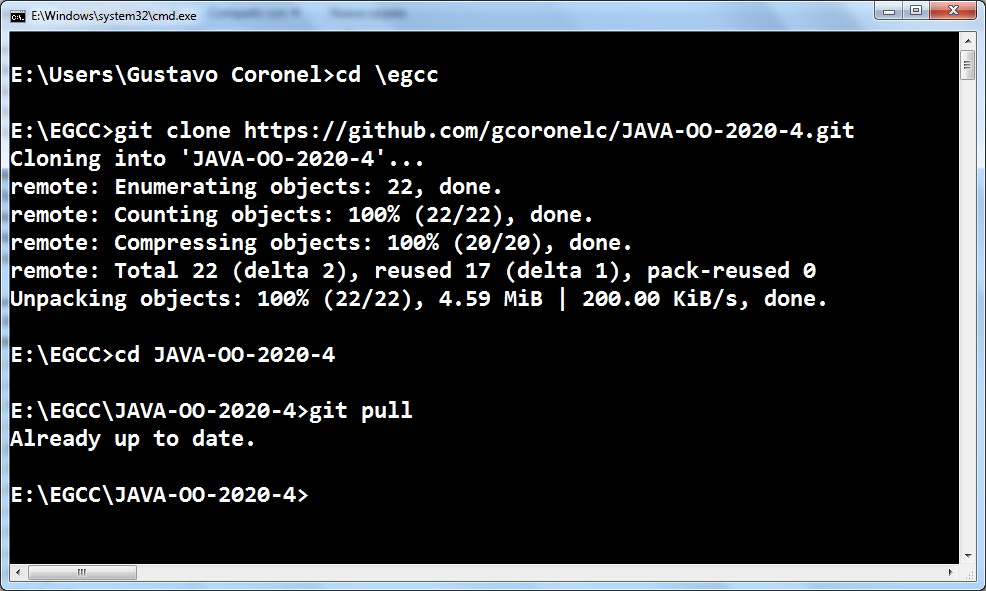 E:\Windows\system32\cmd.exe
E:\Users\Gustavo Coronel>cd \egcc
E:\EGCC>git clone https://github.com/gcoronelc/JAVA-OO-2020-4.git
Cloning into 'JAVA-OO-2020-4'...
remote: Enumerating objects: 22, done.
remote: Counting objects: 100% (22/22), done.
remote: Compressing objects: 100% (20/20), done.
remote: Total 22 (delta 2), reused 17 (delta 1), pack-reused 0
Unpacking objects: 100% (22/22), 4.59 MiB | 200.00 KiB/s, done.
E:\EGCC>cd JAVA-OO-2020-4
E:\EGCC\JAVA-OO-2020-4>git pull
Already up to date.
E:\EGCC\JAVA-OO-2020-4>